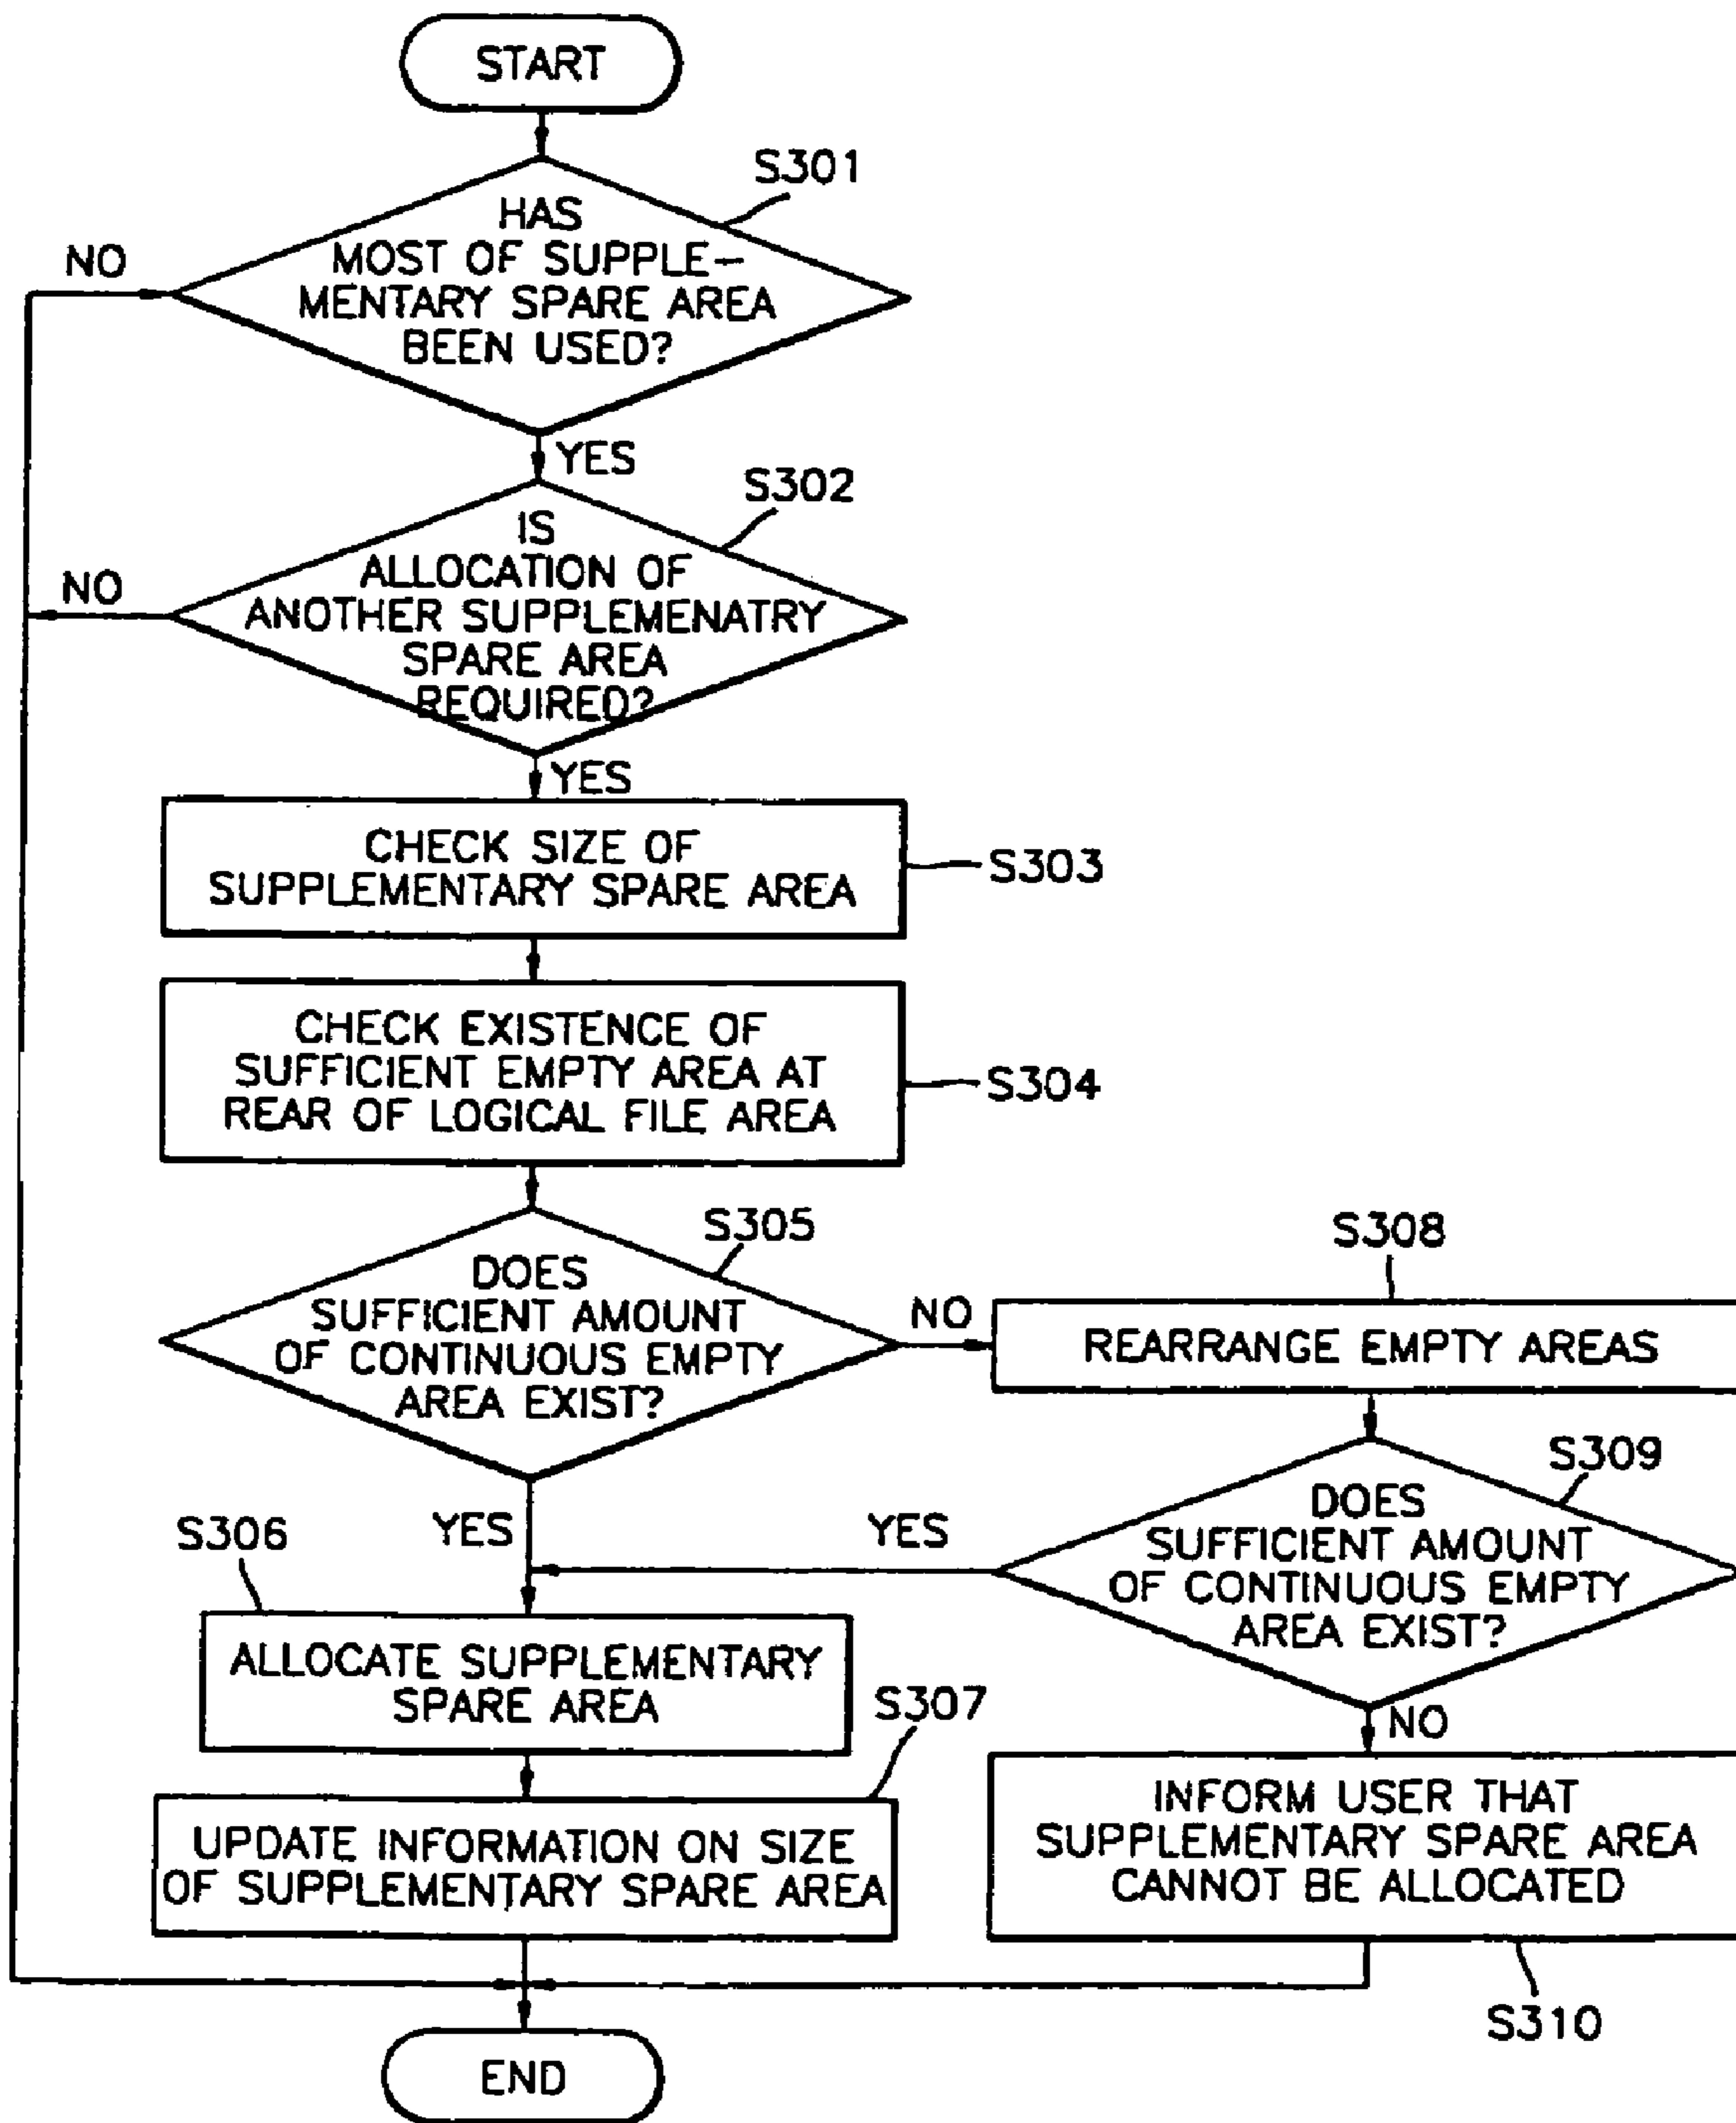 START
S301
HAS
MOST OF SUPPLE-
MENTARY SPARE AREA
BEEN USED?
NO
YES
S302
IS
ALLOCATION OF
ANOTHER SUPPLEMENATRY
SPARE AREA
REQUIRED?
NO
YES
CHECK SIZE OF
SUPPLEMENTARY SPARE AREA
S303
CHECK EXISTENCE OF
SUFFICIENT EMPTY AREA AT
REAR OF LOGICAL FILE AREA
S304
S305
DOES
SUFFICIENT AMOUNT
OF CONTINUOUS EMPTY
AREA EXIST?
NO
S308
REARRANGE EMPTY AREAS
S309
DOES
SUFFICIENT AMOUNT
OF CONTINUOUS EMPTY
AREA EXIST?
YES
YES
S306
ALLOCATE SUPPLEMENTARY
SPARE AREA
S307
UPDATE INFORMATION ON SIZE
OF SUPPLEMENTARY SPARE AREA
NO
INFORM USER THAT
SUPPLEMENTARY SPARE AREA
CANNOT BE ALLOCATED
S310
END